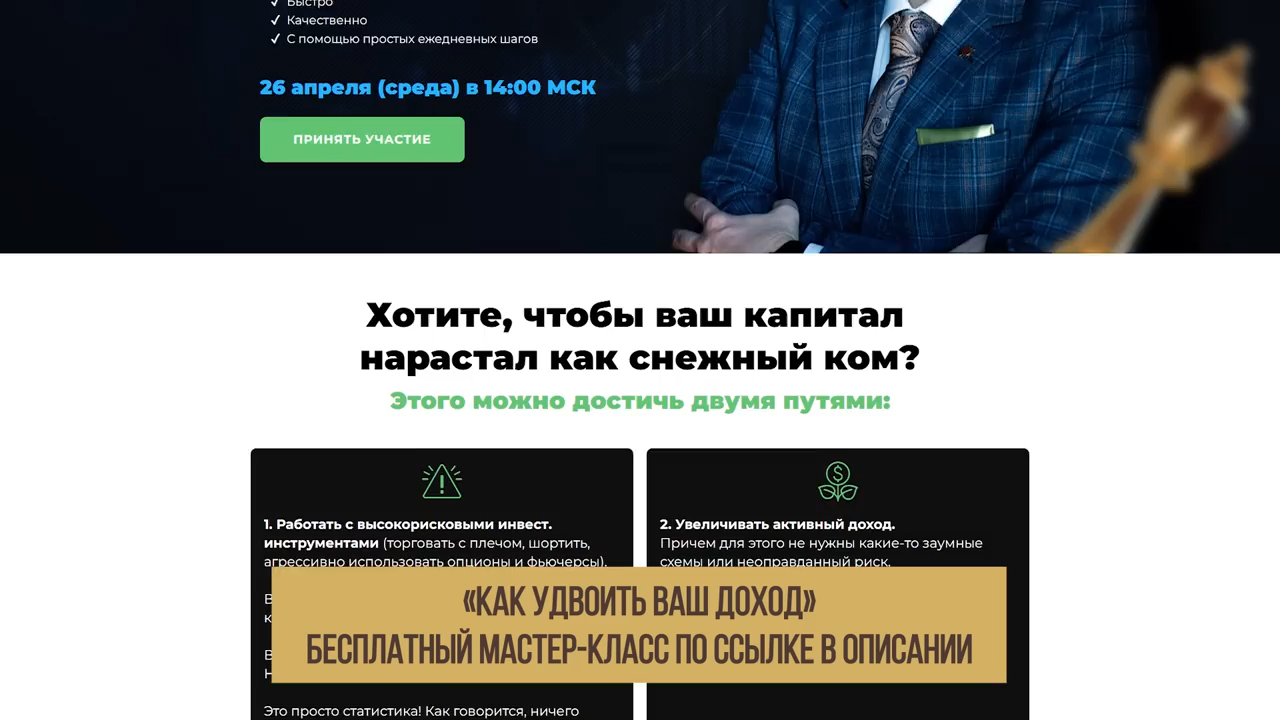 Быстро
Качественно
С помощью простых ежедневных шагов
26 апреля (среда) в 14:00 МСК
ПРИНЯТЬ УЧАСТИЕ
Хотите, чтобы ваш капитал
нарастал как снежный ком?
Этого можно достичь двумя путями:
1. Работать с высокорисковыми инвест.
инструментами (торговать с плечом, шортить,
агрессивно использовать опционы и фьючерсы).
Это просто статистика! Как говорится, ничего
2. Увеличивать активный доход.
Причем для этого не нужны какие-то заумные
схемы или неоправданный риск.
«КАК УДВОИТЬ ВАШ ДОХОД»
БЕСПЛАТНЫЙ МАСТЕР-КЛАСС ПО ССЫЛКЕ В ОПИСАНИИ